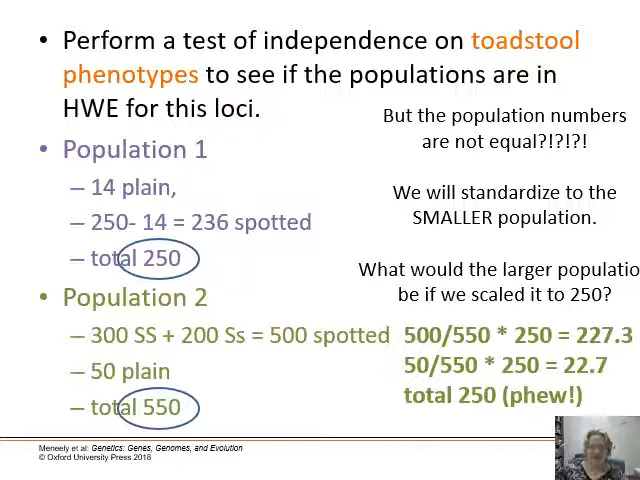 • Perform a test of independence on toadstool
phenotypes to see if the populations are in
HWE for this loci.
• Population 1
– 14 plain,
– 250- 14 = 236 spotted
– total 250
• Population 2
– 300 SS + 200 Ss = 500 spotted
– 50 plain
– total 550
But the population numbers
are not equal?!?!?!
We will standardize to the
SMALLER population.
What would the larger populatio
be if we scaled it to 250?
500/550 * 250 = 227.3
50/550 * 250 = 22.7
total 250 (phew!)
Meneely et al: Genetics: Genes, Genomes, and Evolution
© Oxford University Press 2018